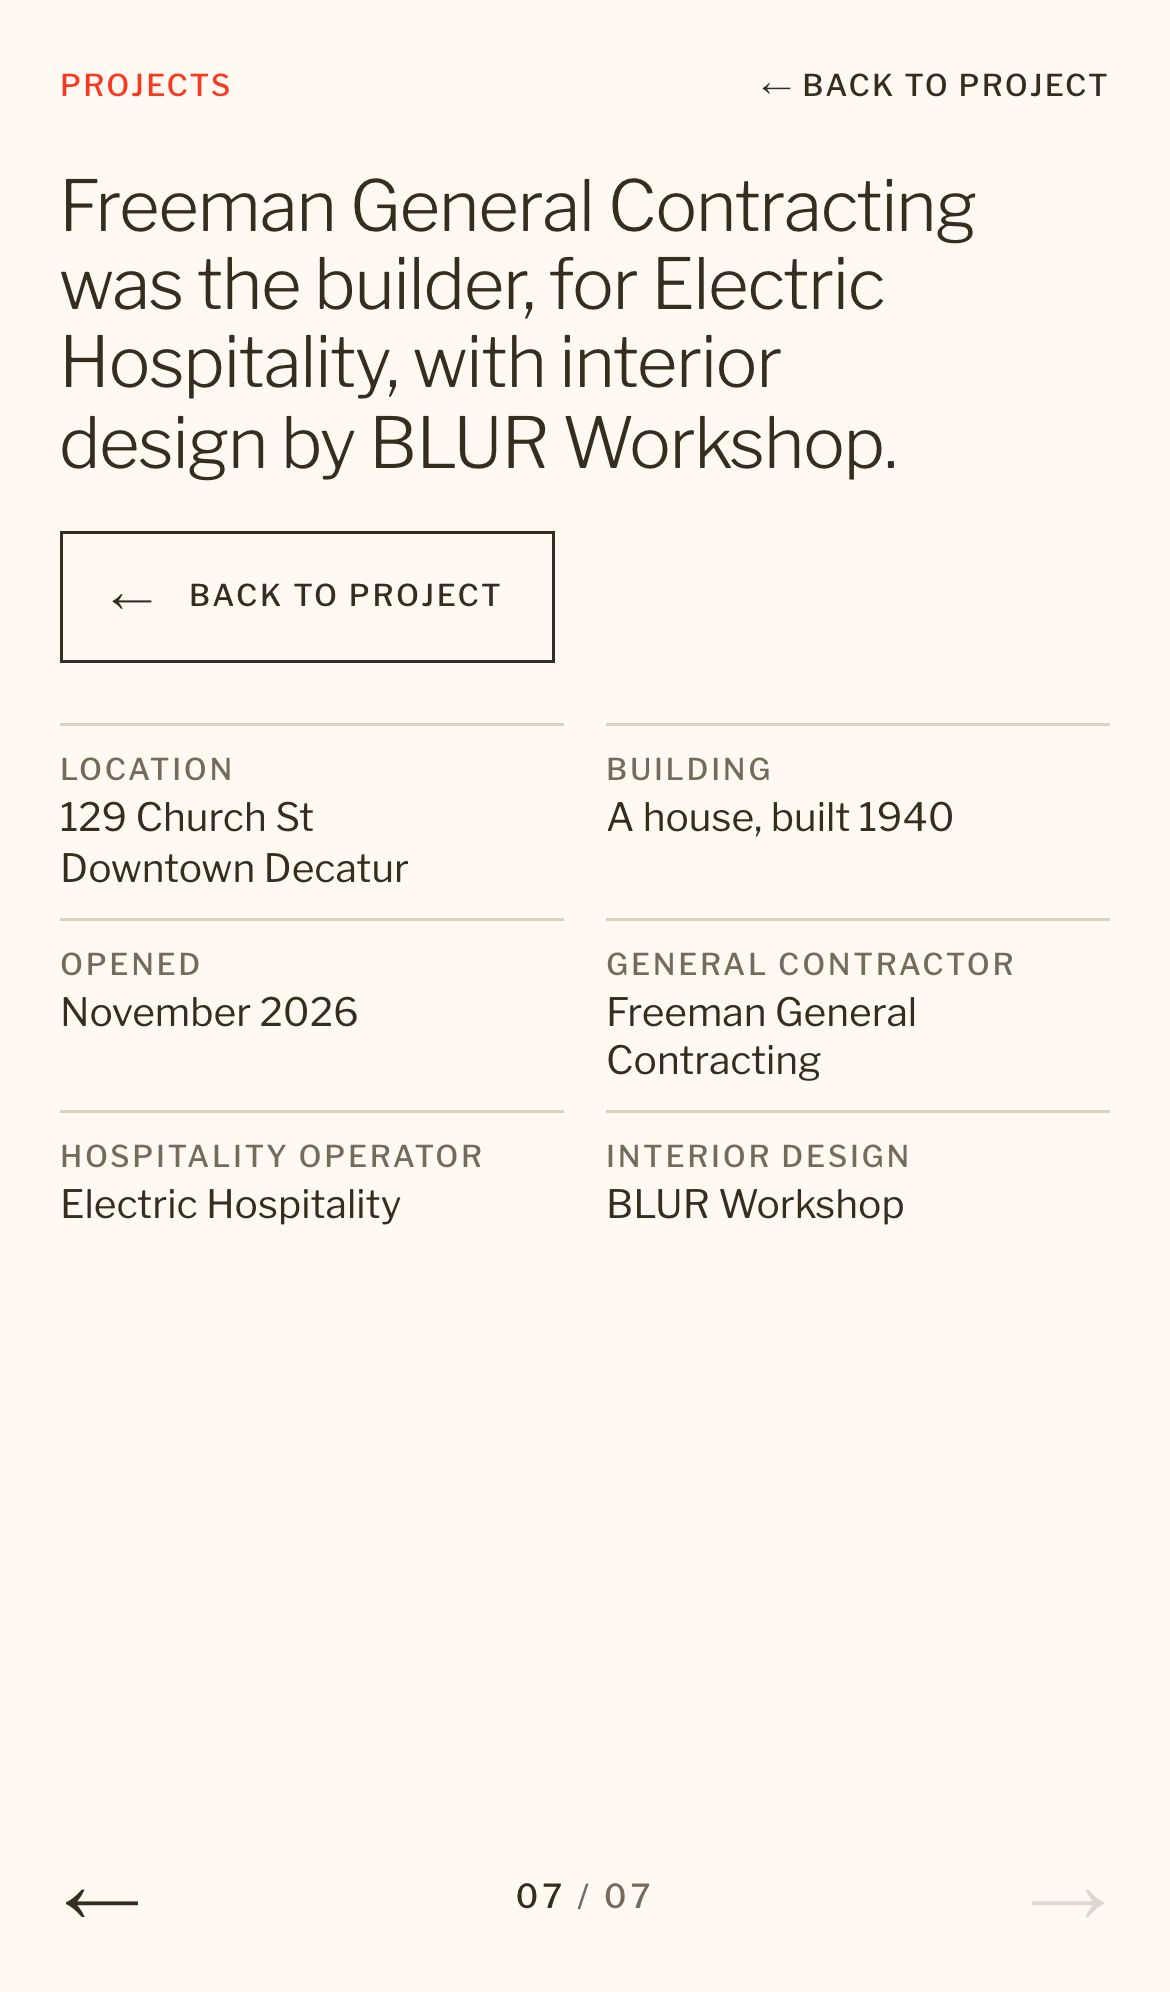 PROJECTS
← BACK TO PROJECT
Freeman General Contracting
was the builder, for Electric
Hospitality, with interior
design by BLUR Workshop.
← BACK TO PROJECT
LOCATION
129 Church St
Downtown Decatur
BUILDING
A house, built 1940
OPENED
November 2026
GENERAL CONTRACTOR
Freeman General
Contracting
HOSPITALITY OPERATOR
Electric Hospitality
INTERIOR DESIGN
BLUR Workshop
← 07 / 07 →